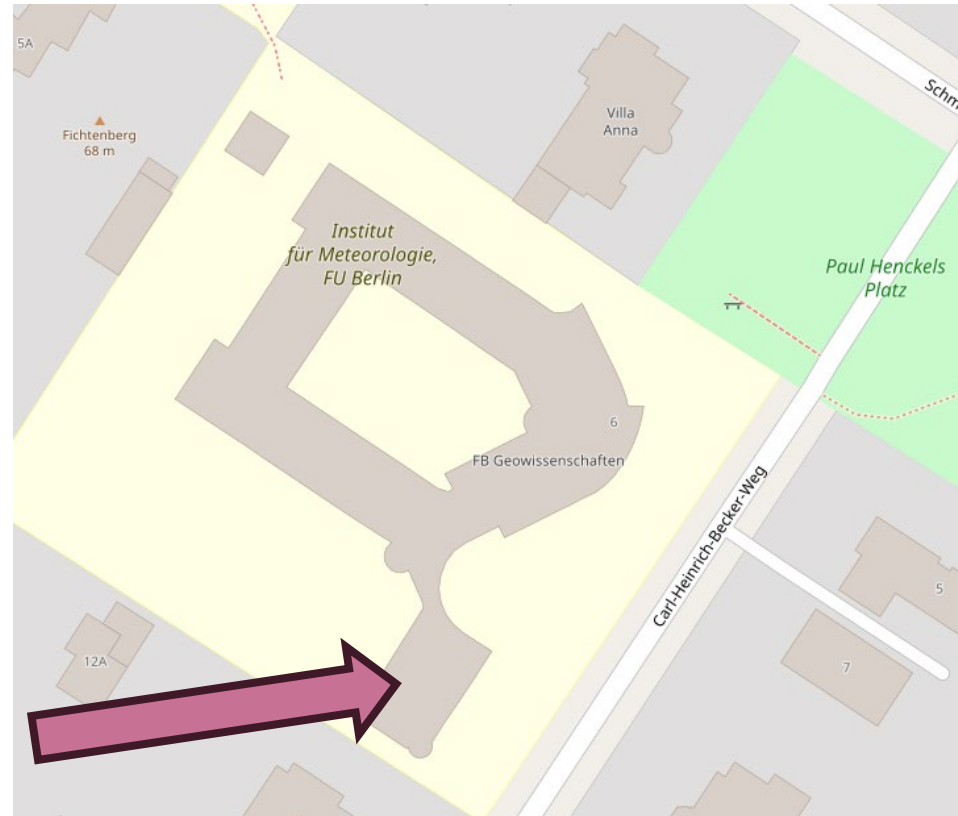 5A
Schm
Villa
Anna
Fichtenberg
68 m
Institut
für Meteorologie,
FU Berlin
Paul Henckels
Platz
6
FB Geowissenschaften
Carl-Heinrich-Becker-Weg
5
12A
7